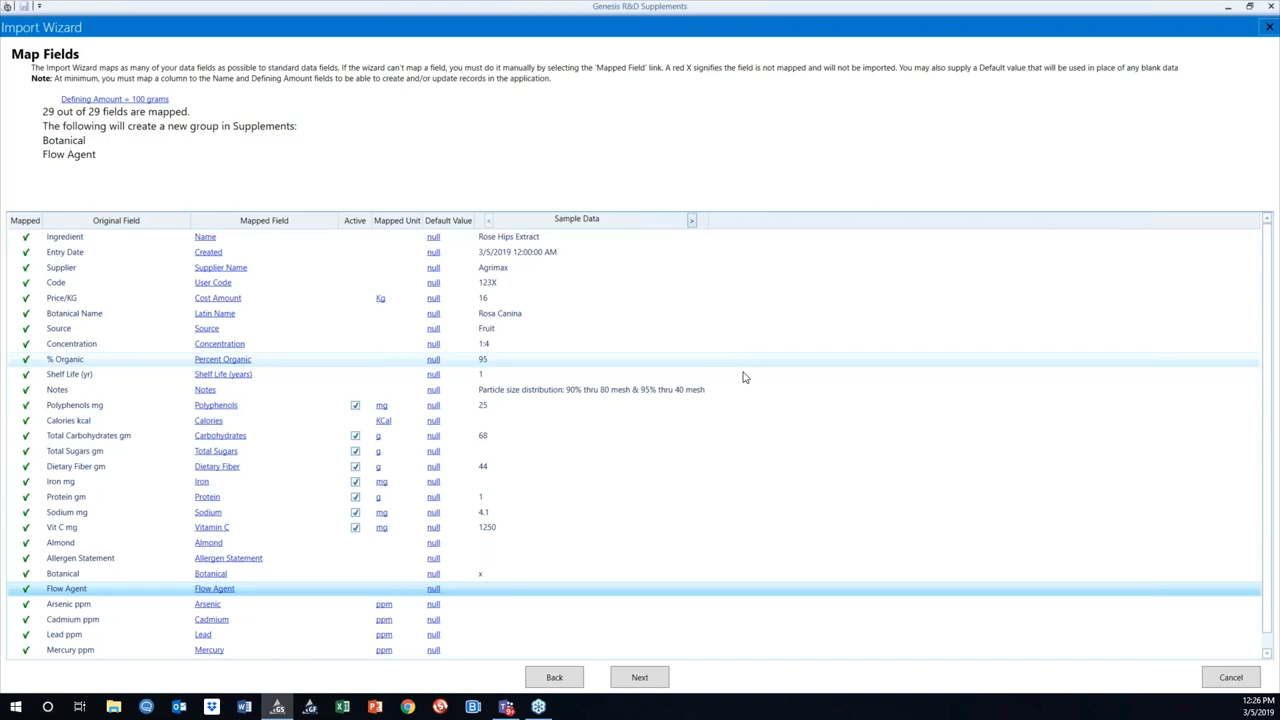 Genesis R&D Supplements
Import Wizard
Map Fields
The Import Wizard maps as many of your data fields as possible to standard data fields. If the wizard can't map a field, you must do it manually by selecting the 'Mapped Field' link. A red X signifies the field is not mapped and will not be imported. You may also supply a Default value that will be used in place of any blank data
Note: At minimum, you must map a column to the Name and Defining Amount fields to be able to create and/or update records in the application.
Defining Amount = 100 grams
29 out of 29 fields are mapped.
The following will create a new group in Supplements:
Botanical
Flow Agent
Mapped Original Field Mapped Field Active Mapped Unit Default Value < Sample Data >
Ingredient Name null Rose Hips Extract
Entry Date Created null 3/5/2019 12:00:00 AM
Supplier Supplier Name null Agrimax
Code User Code null 123X
Price/KG Cost Amount Kg null 16
Botanical Name Latin Name null Rosa Canina
Source Source null Fruit
Concentration Concentration null 1:4
% Organic Percent Organic null 95
Shelf Life (yr) Shelf Life (years) null 1
Notes Notes null Particle size distribution: 90% thru 80 mesh & 95% thru 40 mesh
Polyphenols mg Polyphenols mg null 25
Calories kcal Calories KCal null
Total Carbohydrates gm Carbohydrates g null 68
Total Sugars gm Total Sugars g null
Dietary Fiber gm Dietary Fiber g null 44
Iron mg Iron mg null
Protein gm Protein g null 1
Sodium mg Sodium mg null 4.1
Vit C mg Vitamin C mg null 1250
Almond Almond null
Allergen Statement Allergen Statement null
Botanical Botanical null x
Flow Agent Flow Agent null
Arsenic ppm Arsenic ppm null
Cadmium ppm Cadmium ppm null
Lead ppm Lead ppm null
Mercury ppm Mercury ppm null
Back Next Cancel
12:26 PM
3/5/2019